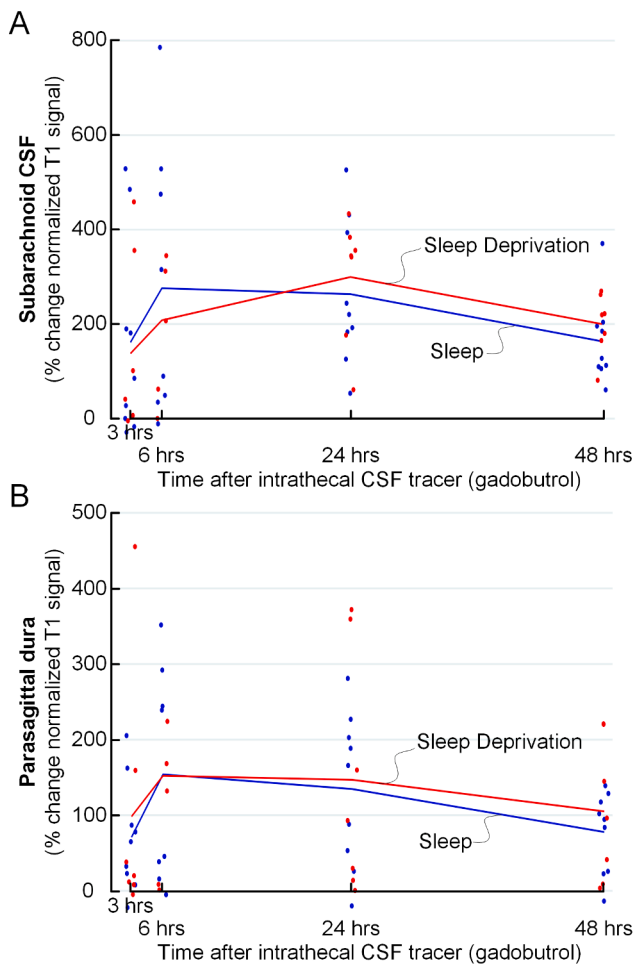 A
Subarachnoid CSF
(% change normalized T1 signal)
800
600
400
200
0
Sleep Deprivation
Sleep
3 hrs
6 hrs
24 hrs
48 hrs
Time after intrathecal CSF tracer (gadobutrol)
B
Parasagittal dura
(% change normalized T1 signal)
500
400
300
200
100
0
Sleep Deprivation
Sleep
3 hrs
6 hrs
24 hrs
48 hrs
Time after intrathecal CSF tracer (gadobutrol)